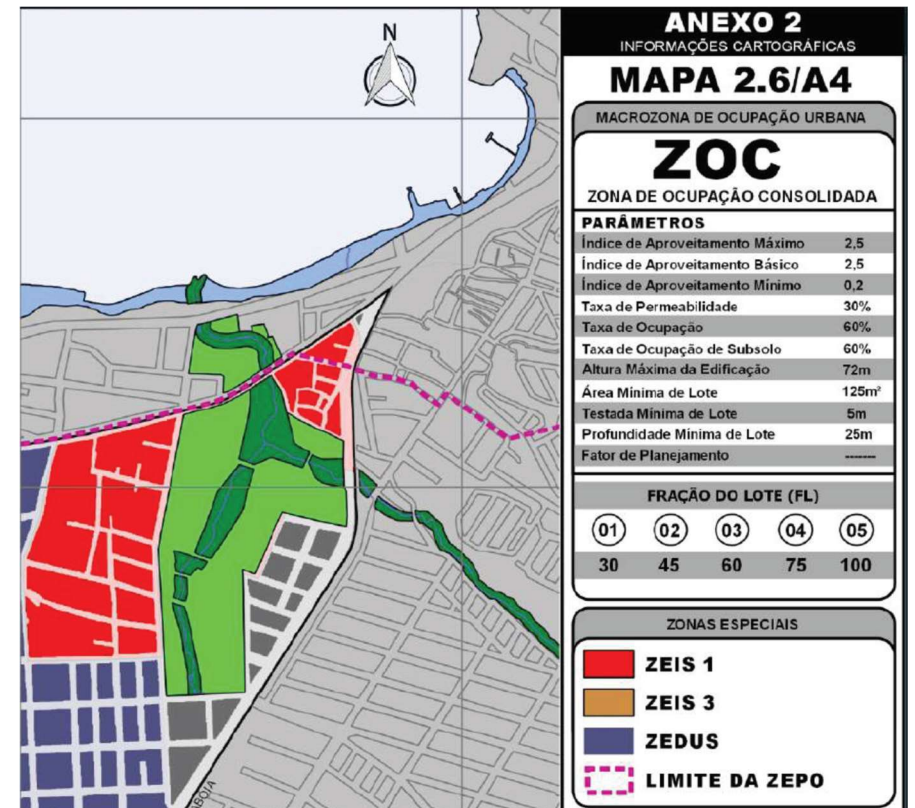 N
BOIA
ANEXO 2
INFORMAÇÕES CARTOGRÁFICAS
MAPA 2.6/A4
MACROZONA DE OCUPAÇÃO URBANA
ZOC
ZONA DE OCUPAÇÃO CONSOLIDADA
PARÂMETROS
Índice de Aproveitamento Máximo 2,5
Índice de Aproveitamento Básico 2,5
Índice de Aproveitamento Mínimo 0,2
Taxa de Permeabilidade 30%
Taxa de Ocupação 60%
Taxa de Ocupação de Subsolo 60%
Altura Máxima da Edificação 72m
Área Mínima de Lote 125m²
Testada Mínima de Lote 5m
Profundidade Mínima de Lote 25m
Fator de Planejamento -------
FRAÇÃO DO LOTE (FL)
01 02 03 04 05
30 45 60 75 100
ZONAS ESPECIAIS
ZEIS 1
ZEIS 3
ZEDUS
LIMITE DA ZEPO